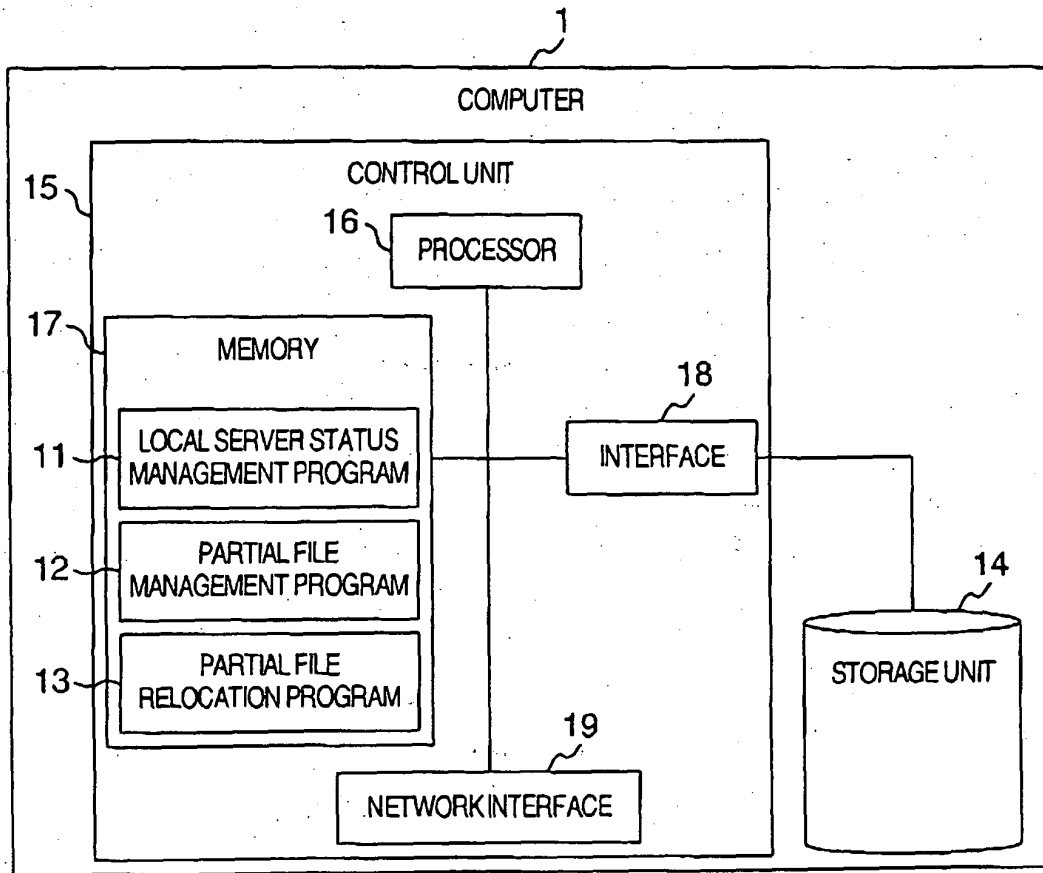 1
COMPUTER
CONTROL UNIT
15
16
PROCESSOR
17
MEMORY
18
INTERFACE
11
LOCAL SERVER STATUS
MANAGEMENT PROGRAM
12
PARTIAL FILE
MANAGEMENT PROGRAM
13
PARTIAL FILE
RELOCATION PROGRAM
14
STORAGE UNIT
19
NETWORK INTERFACE